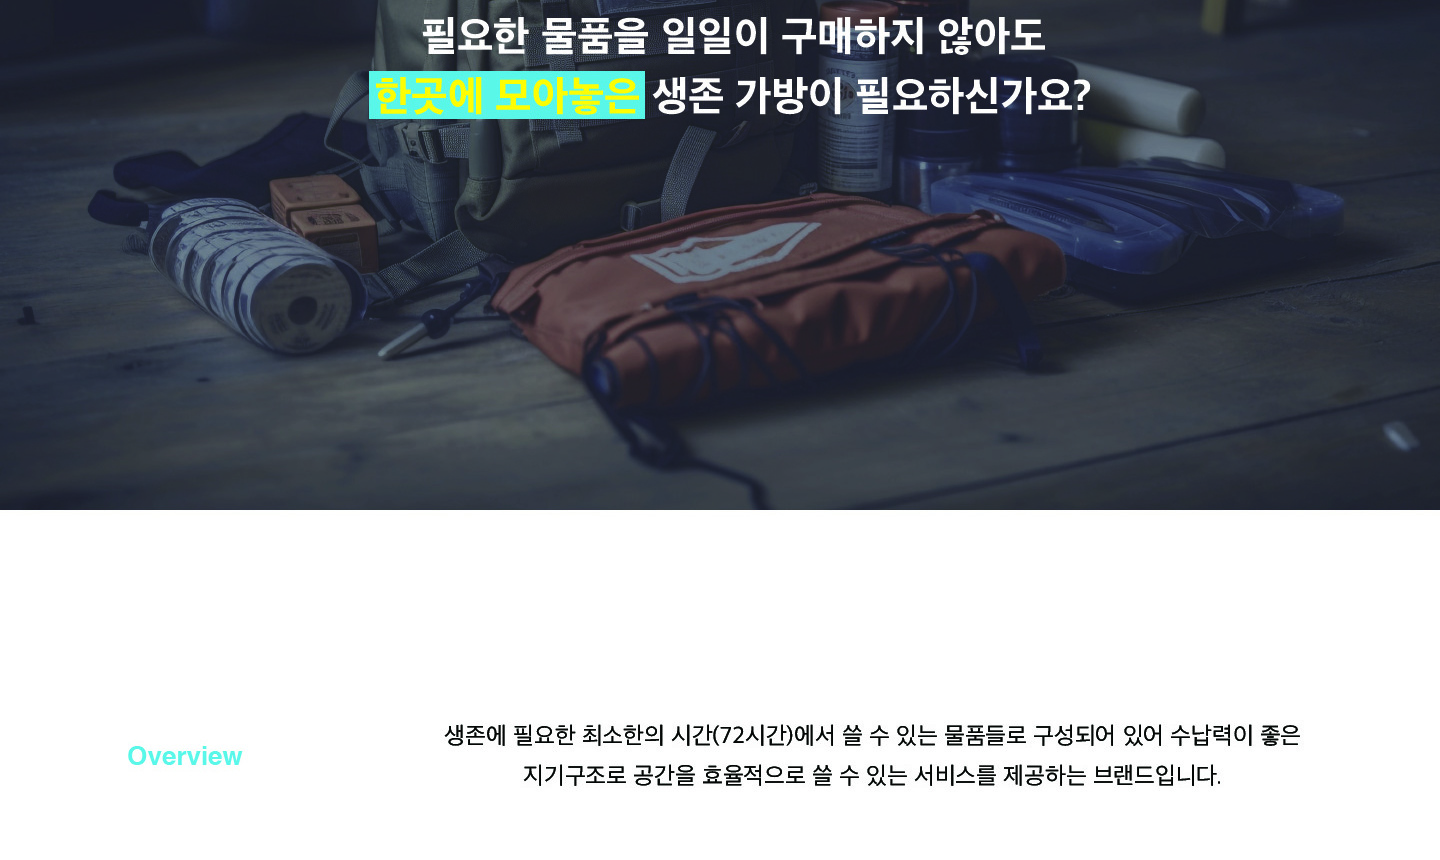 필요한 물품을 일일이 구매하지 않아도
한곳에 모아놓은 생존 가방이 필요하신가요?
Overview
생존에 필요한 최소한의 시간(72시간)에서 쓸 수 있는 물품들로 구성되어 있어 수납력이 좋은
지기구조로 공간을 효율적으로 쓸 수 있는 서비스를 제공하는 브랜드입니다.